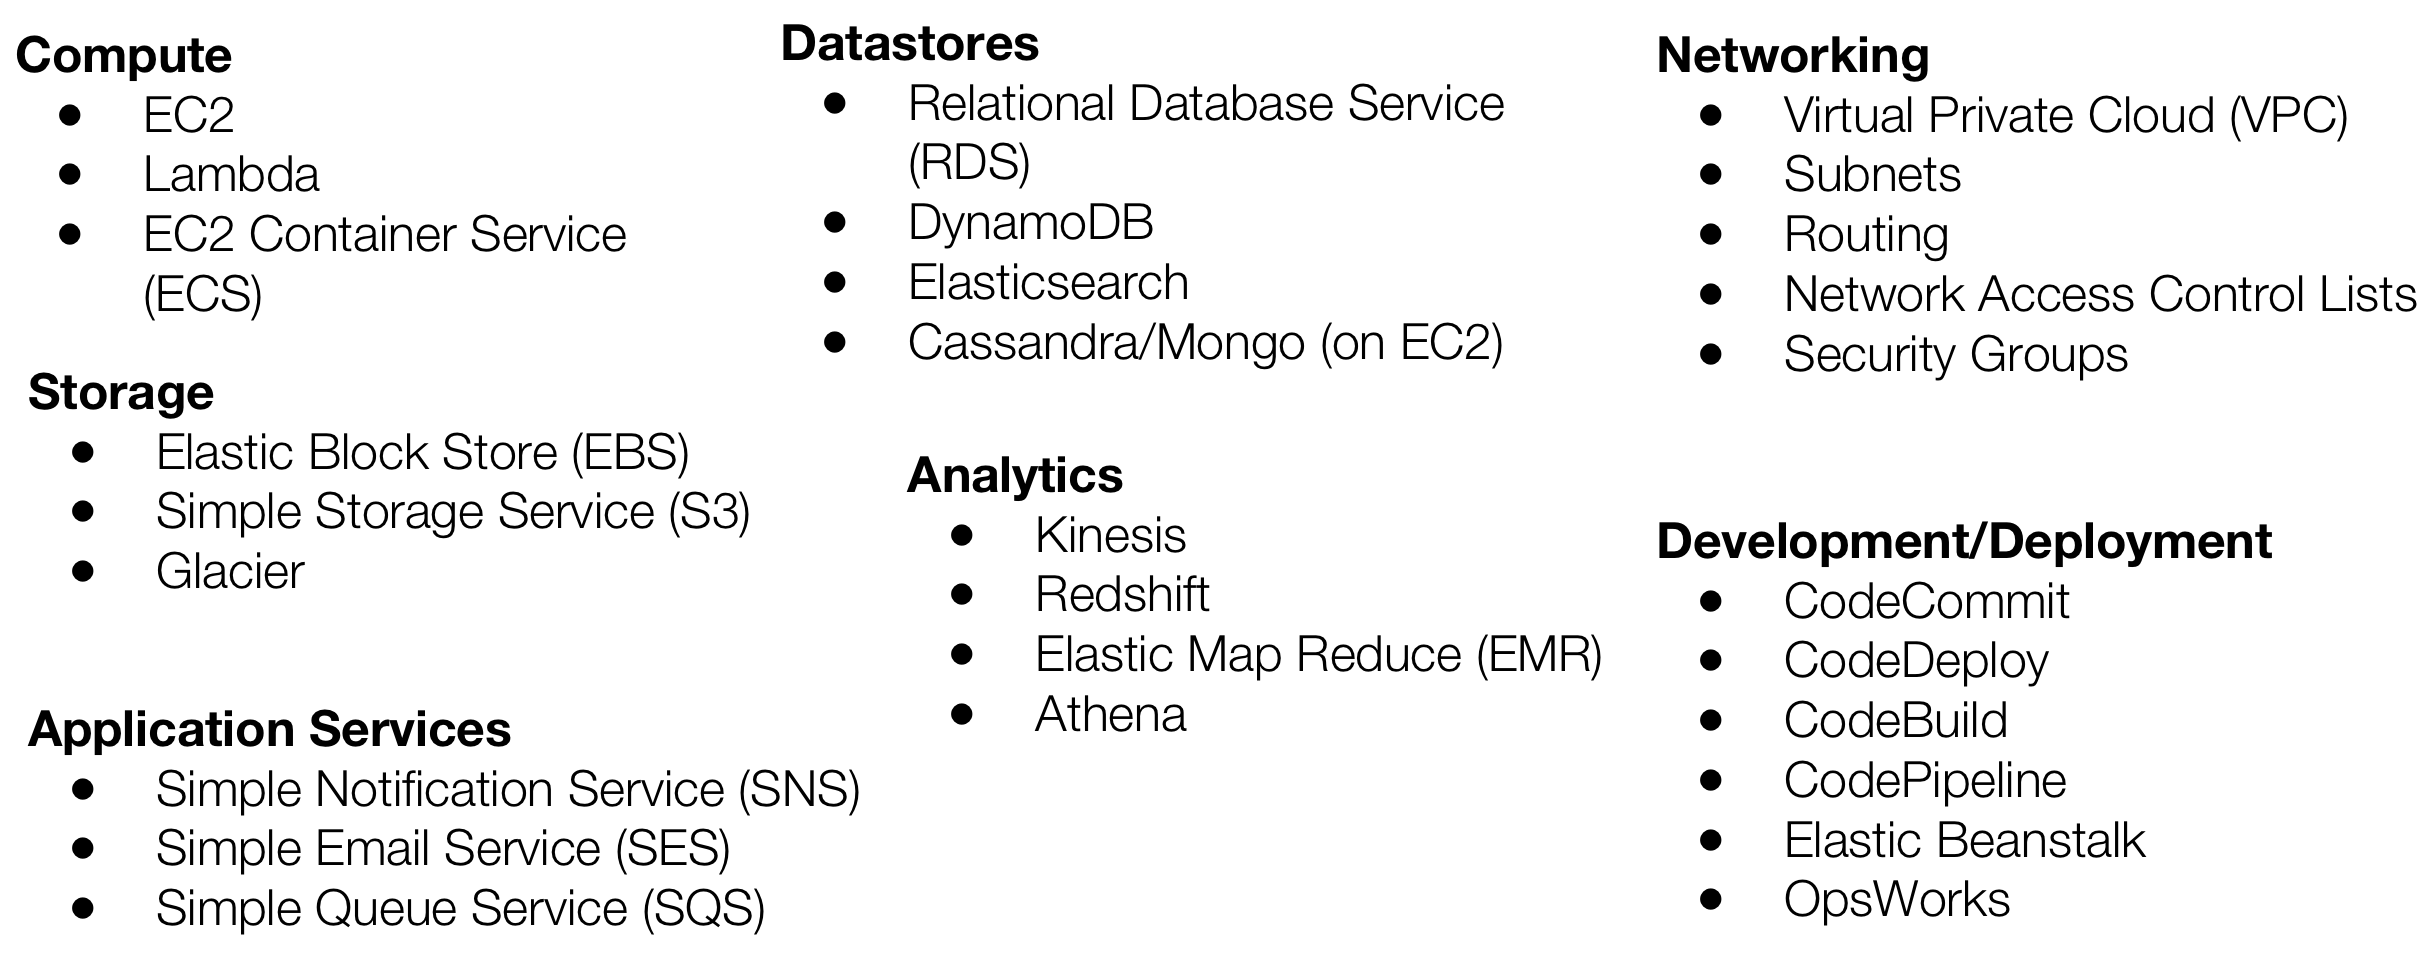 Compute
● EC2
● Lambda
● EC2 Container Service
(ECS)
Storage
● Elastic Block Store (EBS)
● Simple Storage Service (S3)
● Glacier
Application Services
● Simple Notification Service (SNS)
● Simple Email Service (SES)
● Simple Queue Service (SQS)
Datastores
● Relational Database Service
(RDS)
● DynamoDB
● Elasticsearch
● Cassandra/Mongo (on EC2)
Analytics
● Kinesis
● Redshift
● Elastic Map Reduce (EMR)
● Athena
Networking
● Virtual Private Cloud (VPC)
● Subnets
● Routing
● Network Access Control Lists
● Security Groups
Development/Deployment
● CodeCommit
● CodeDeploy
● CodeBuild
● CodePipeline
● Elastic Beanstalk
● OpsWorks